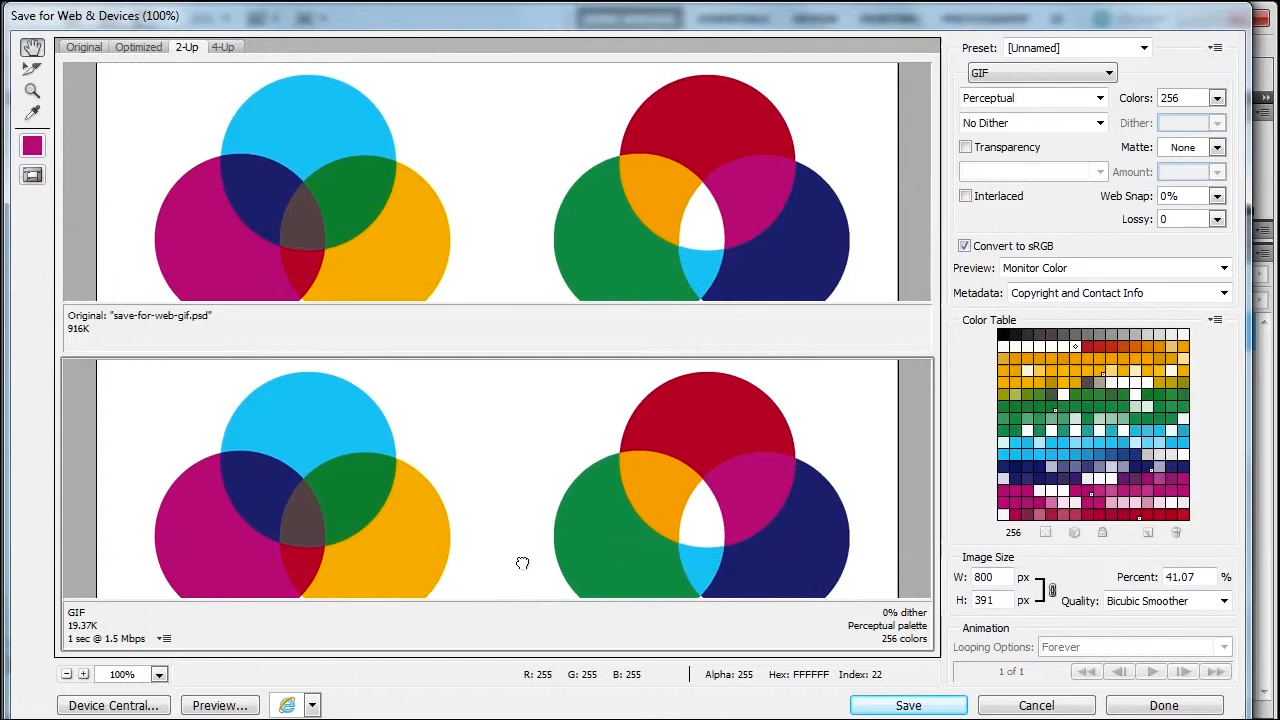 Save for Web & Devices (100%)
Original Optimized 2-Up 4-Up
Original: "save-for-web-gif.psd"
916K
GIF
19.37K
1 sec @ 1.5 Mbps
0% dither
Perceptual palette
256 colors
100%
R: 255 G: 255 B: 255 Alpha: 255 Hex: FFFFFF Index: 22
Device Central... Preview... Save Cancel Done
Preset: [Unnamed]
GIF
Perceptual Colors: 256
No Dither Dither:
Transparency Matte: None
Amount:
Interlaced Web Snap: 0%
Lossy: 0
Convert to sRGB
Preview: Monitor Color
Metadata: Copyright and Contact Info
Color Table
256
Image Size
W: 800 px Percent: 41.07 %
H: 391 px Quality: Bicubic Smoother
Animation
Looping Options: Forever
1 of 1